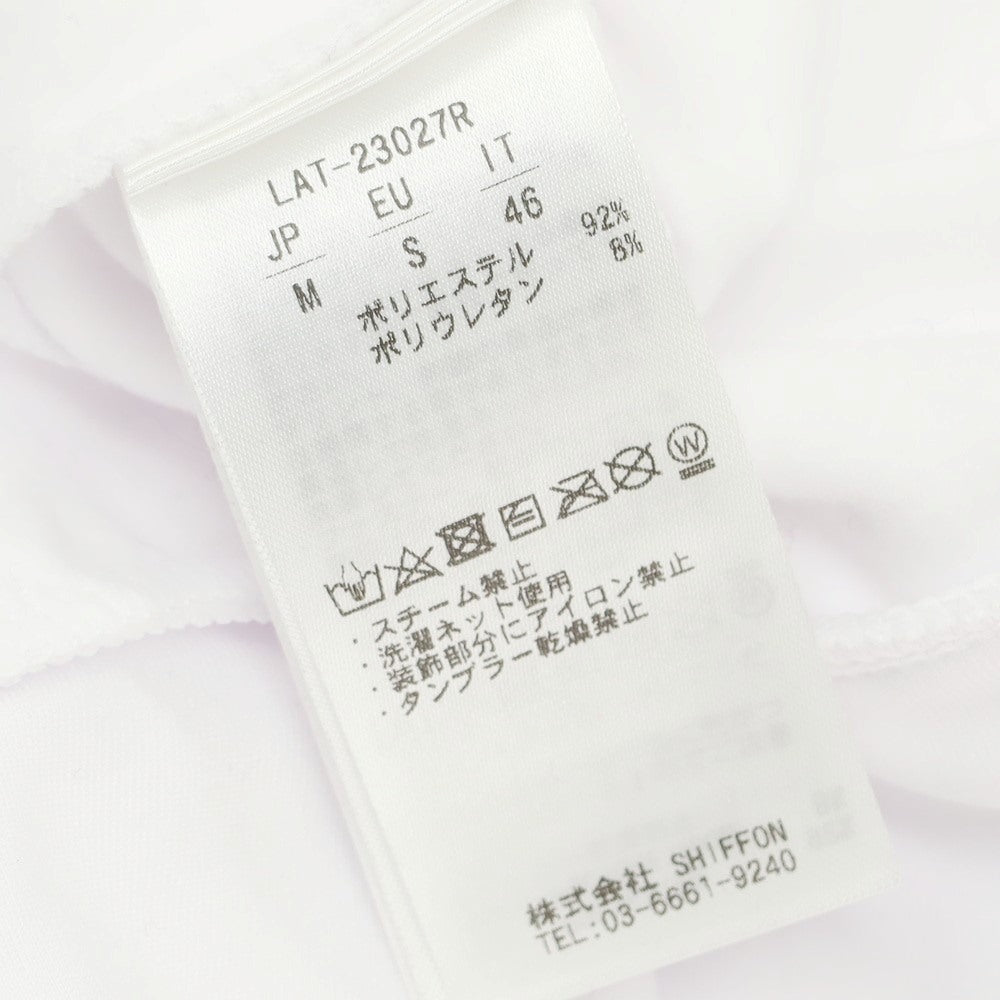 LAT-23027R
JP EU IT
M S 46
ポリエステル 92%
ポリウレタン 8%
W
・スチーム禁止
・洗濯ネット使用
・装飾部分にアイロン禁止
・タンブラー乾燥禁止
株式会社 SHIFFON
TEL:03-6661-9240